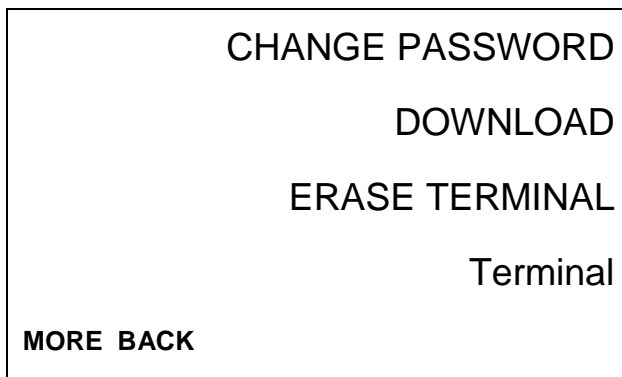 CHANGE PASSWORD
DOWNLOAD
ERASE TERMINAL
Terminal
MORE BACK